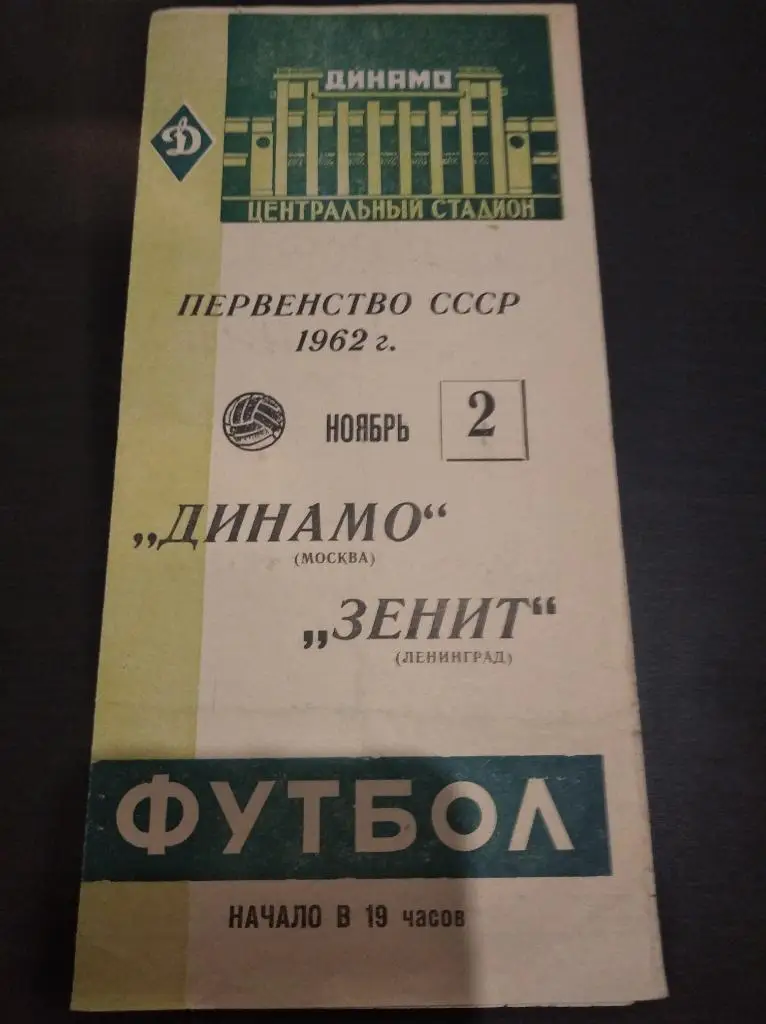 ДИНАМО
Д
ЦЕНТРАЛЬНЫЙ СТАДИОН
ПЕРВЕНСТВО СССР
1962 г.
НОЯБРЬ 2
„ДИНАМО“
(МОСКВА)
„ЗЕНИТ“
(ЛЕНИНГРАД)
ФУТБОЛ
НАЧАЛО В 19 часов